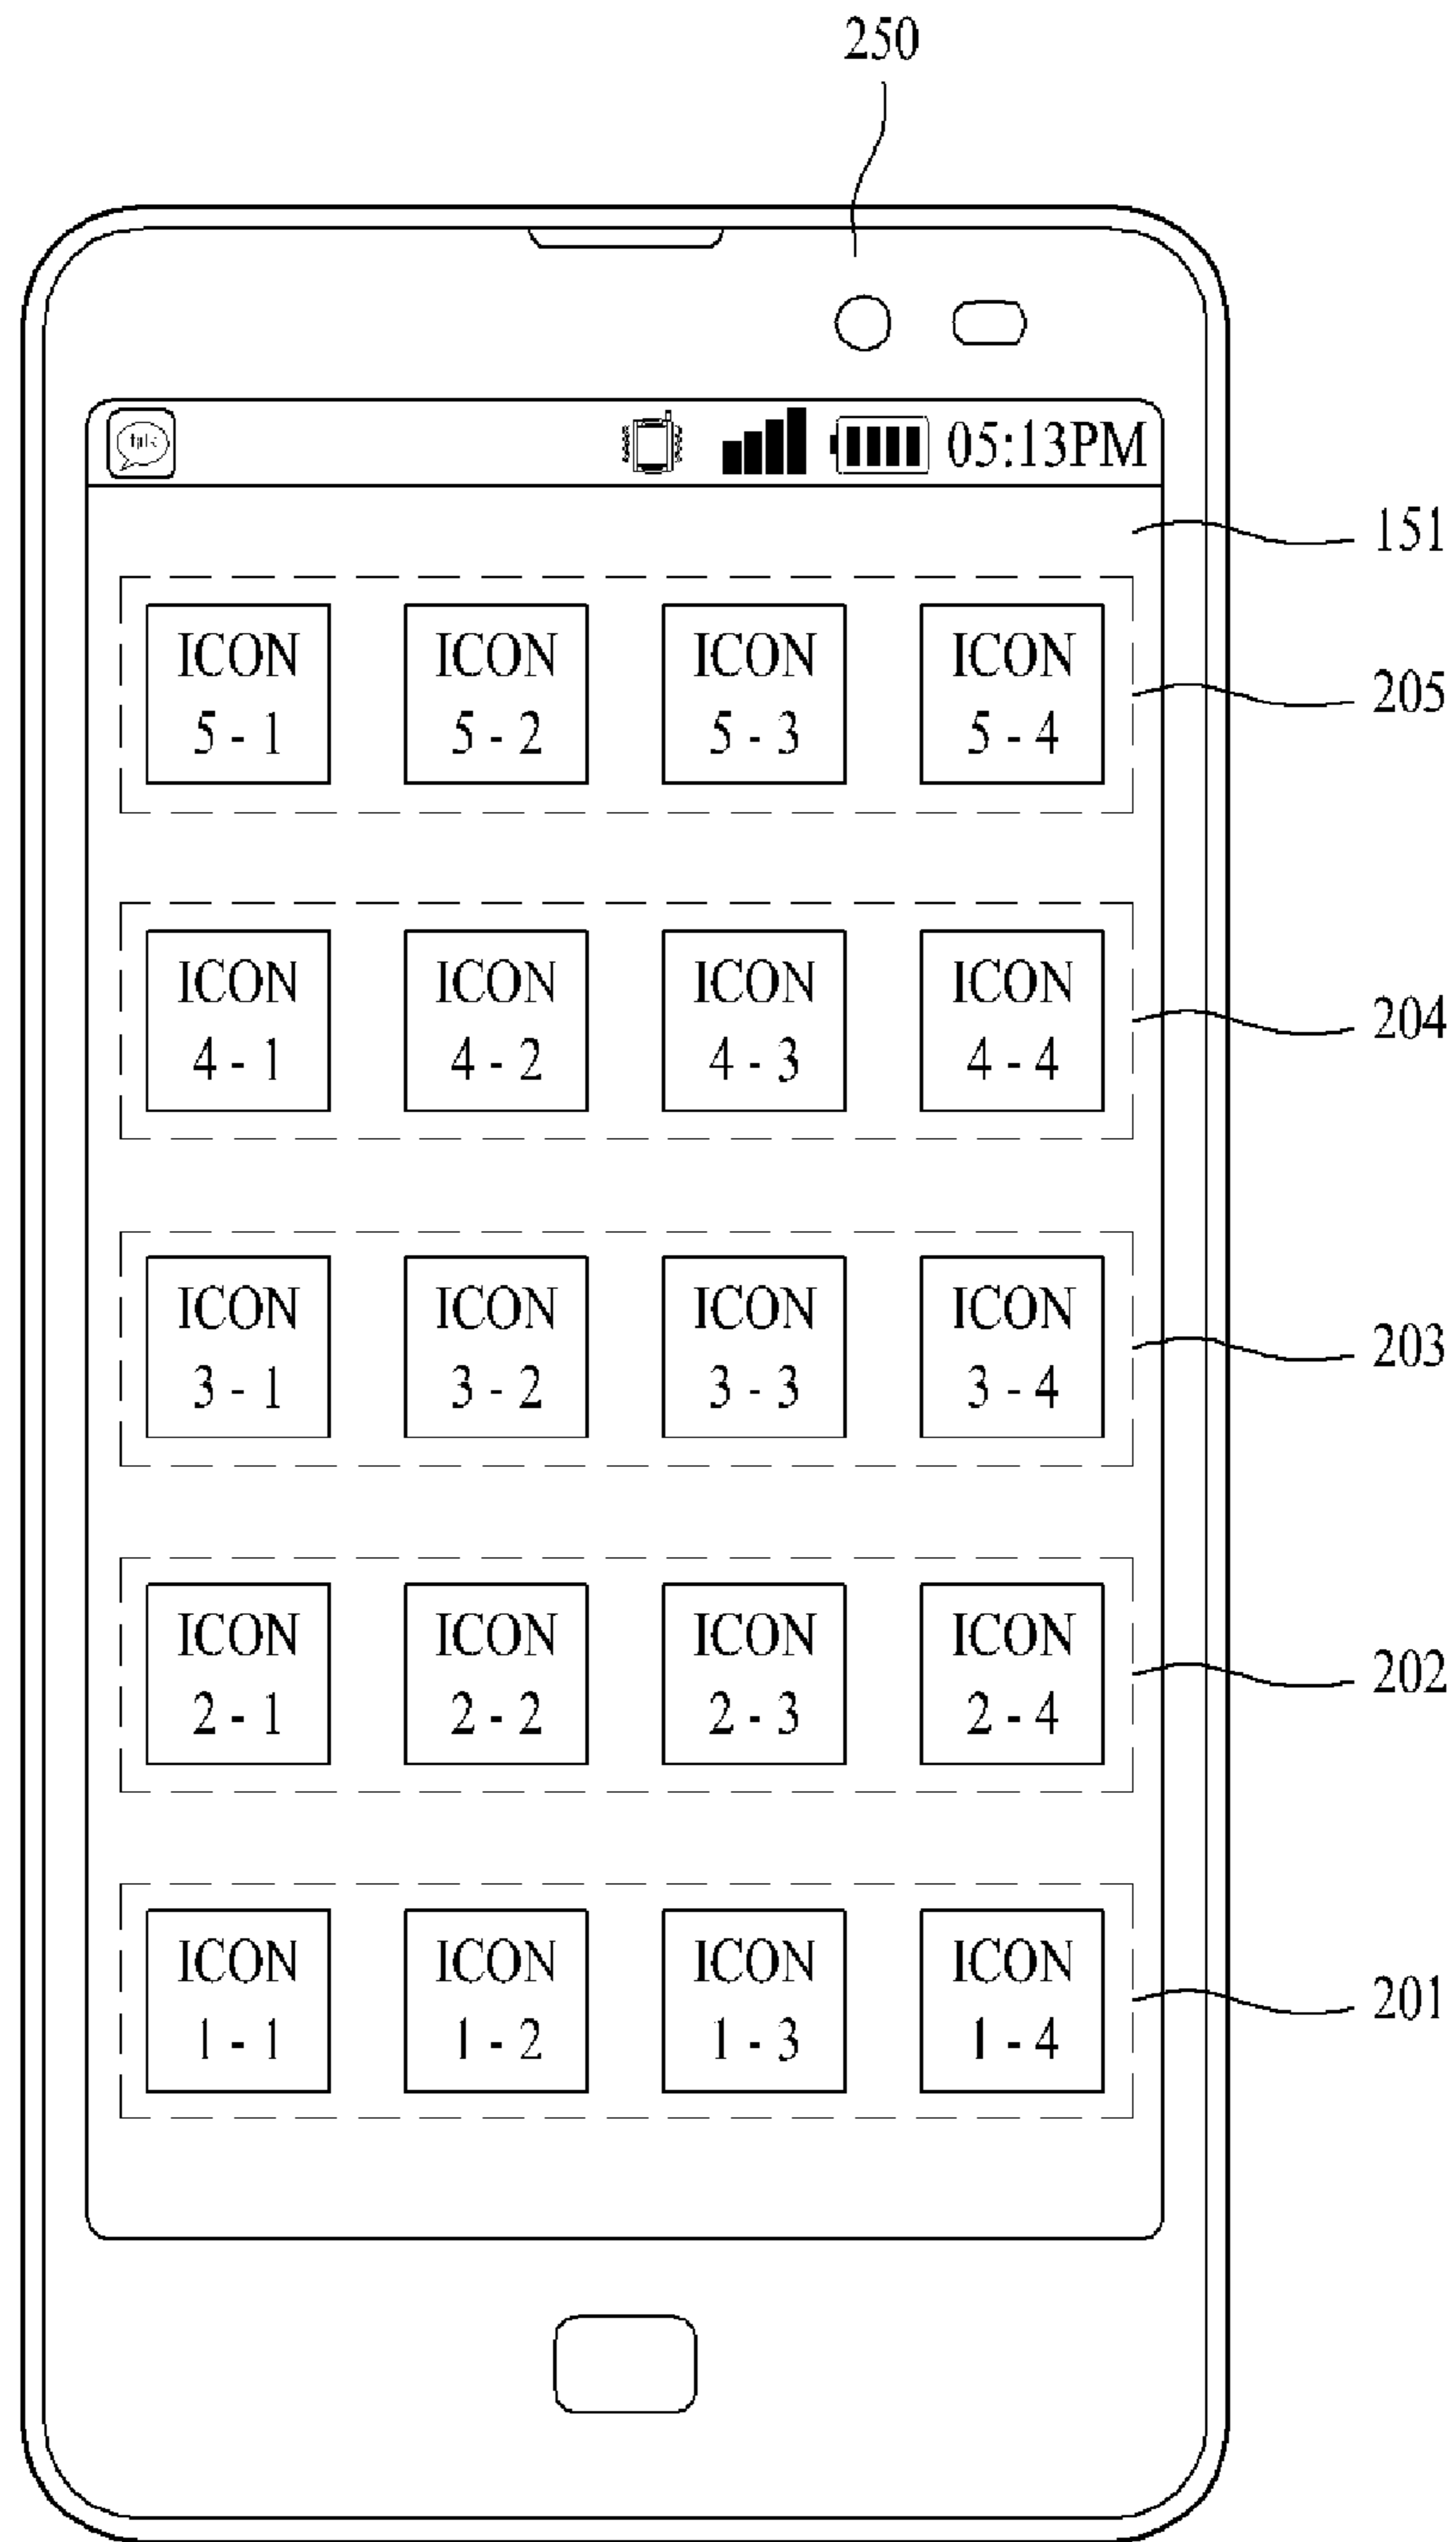 250
05:13PM
151
ICON ICON ICON ICON
5 - 1 5 - 2 5 - 3 5 - 4
205
ICON ICON ICON ICON
4 - 1 4 - 2 4 - 3 4 - 4
204
ICON ICON ICON ICON
3 - 1 3 - 2 3 - 3 3 - 4
203
ICON ICON ICON ICON
2 - 1 2 - 2 2 - 3 2 - 4
202
ICON ICON ICON ICON
1 - 1 1 - 2 1 - 3 1 - 4
201